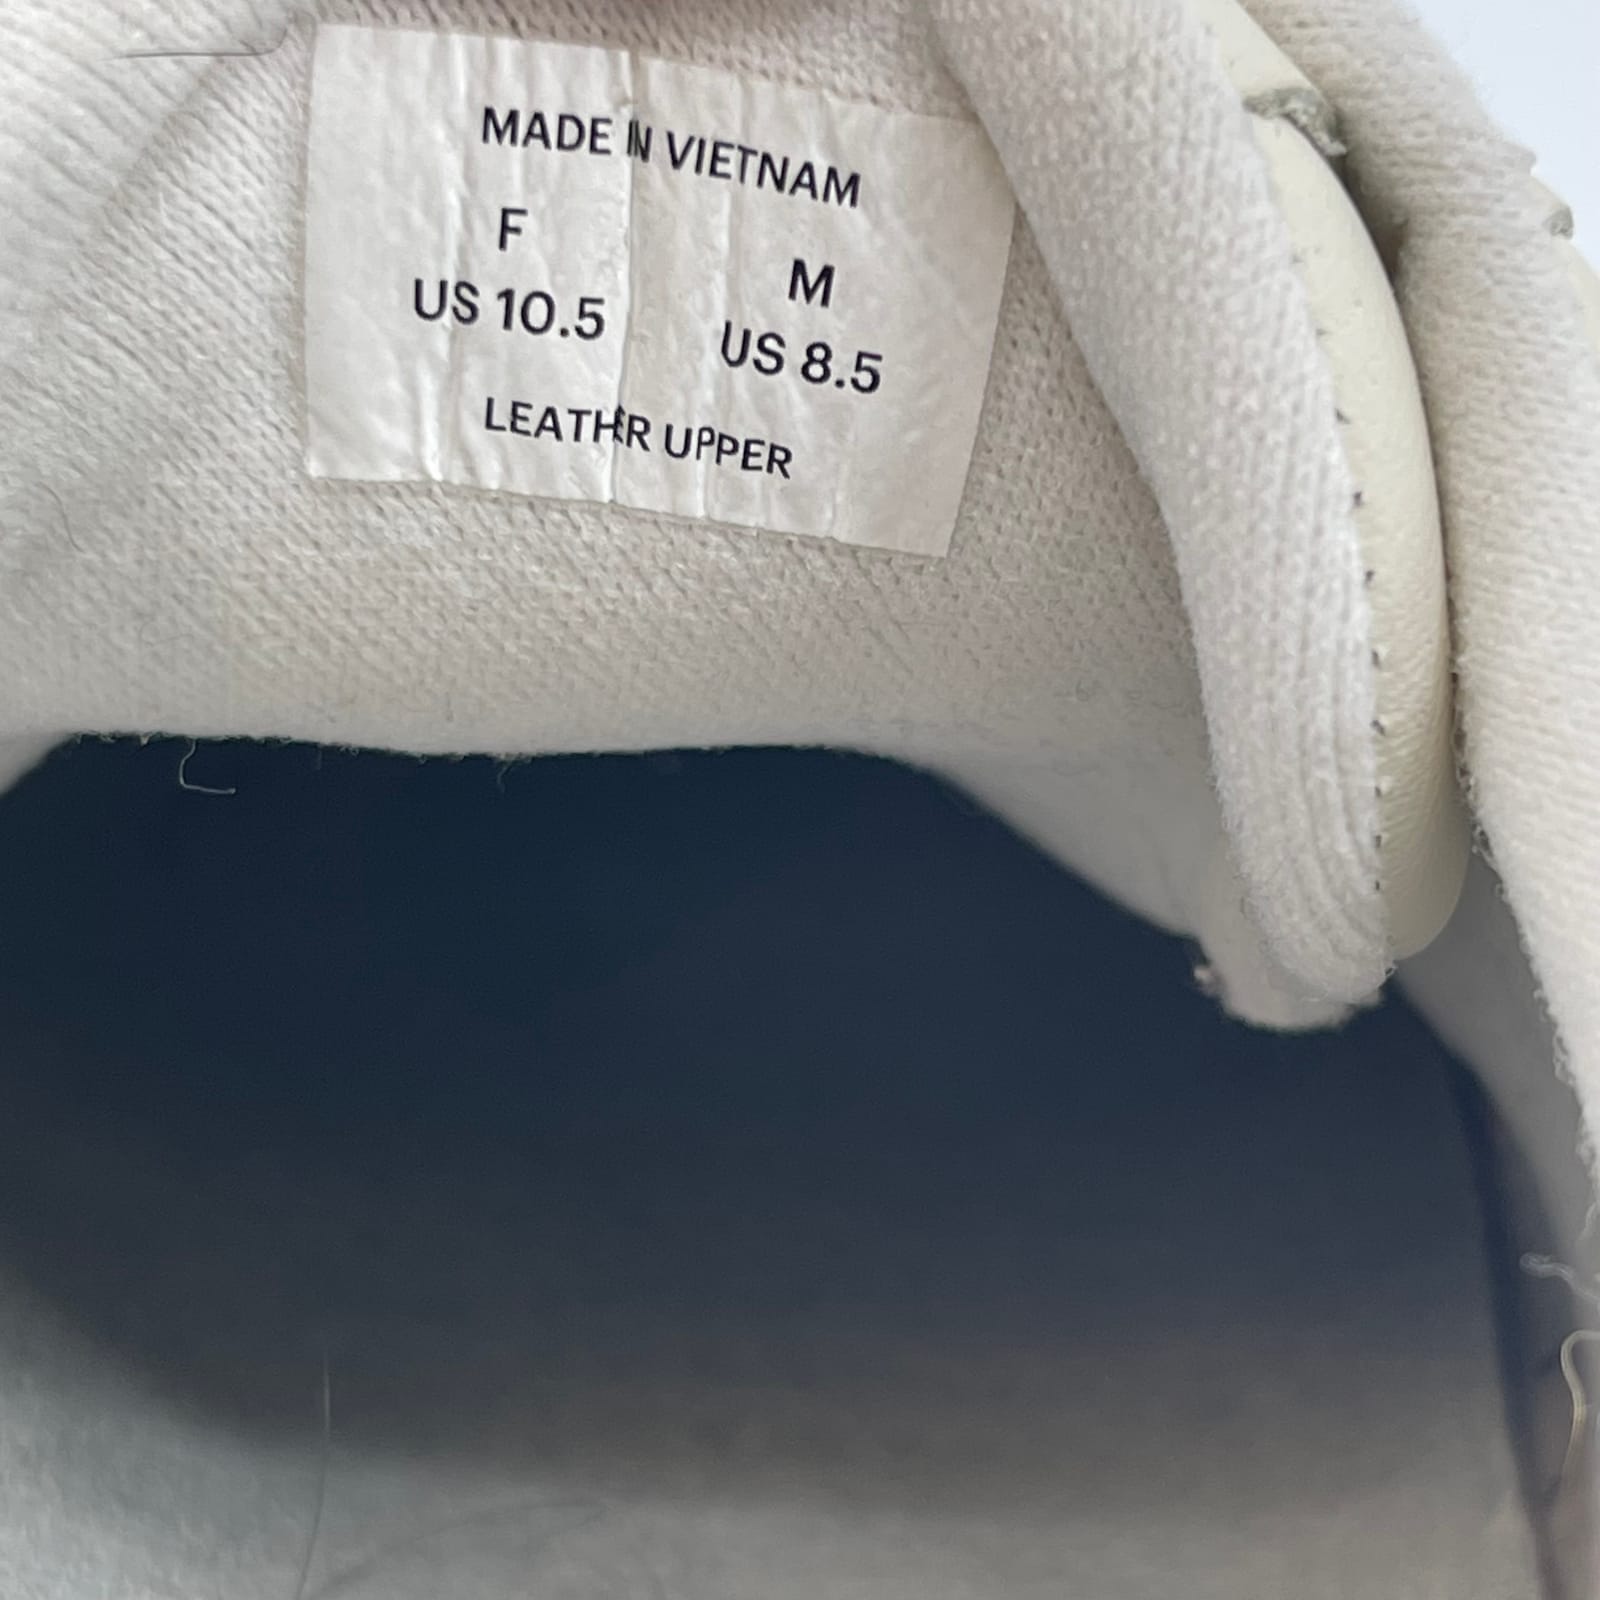 MADE IN VIETNAM
F
US 10.5
M
US 8.5
LEATHER UPPER